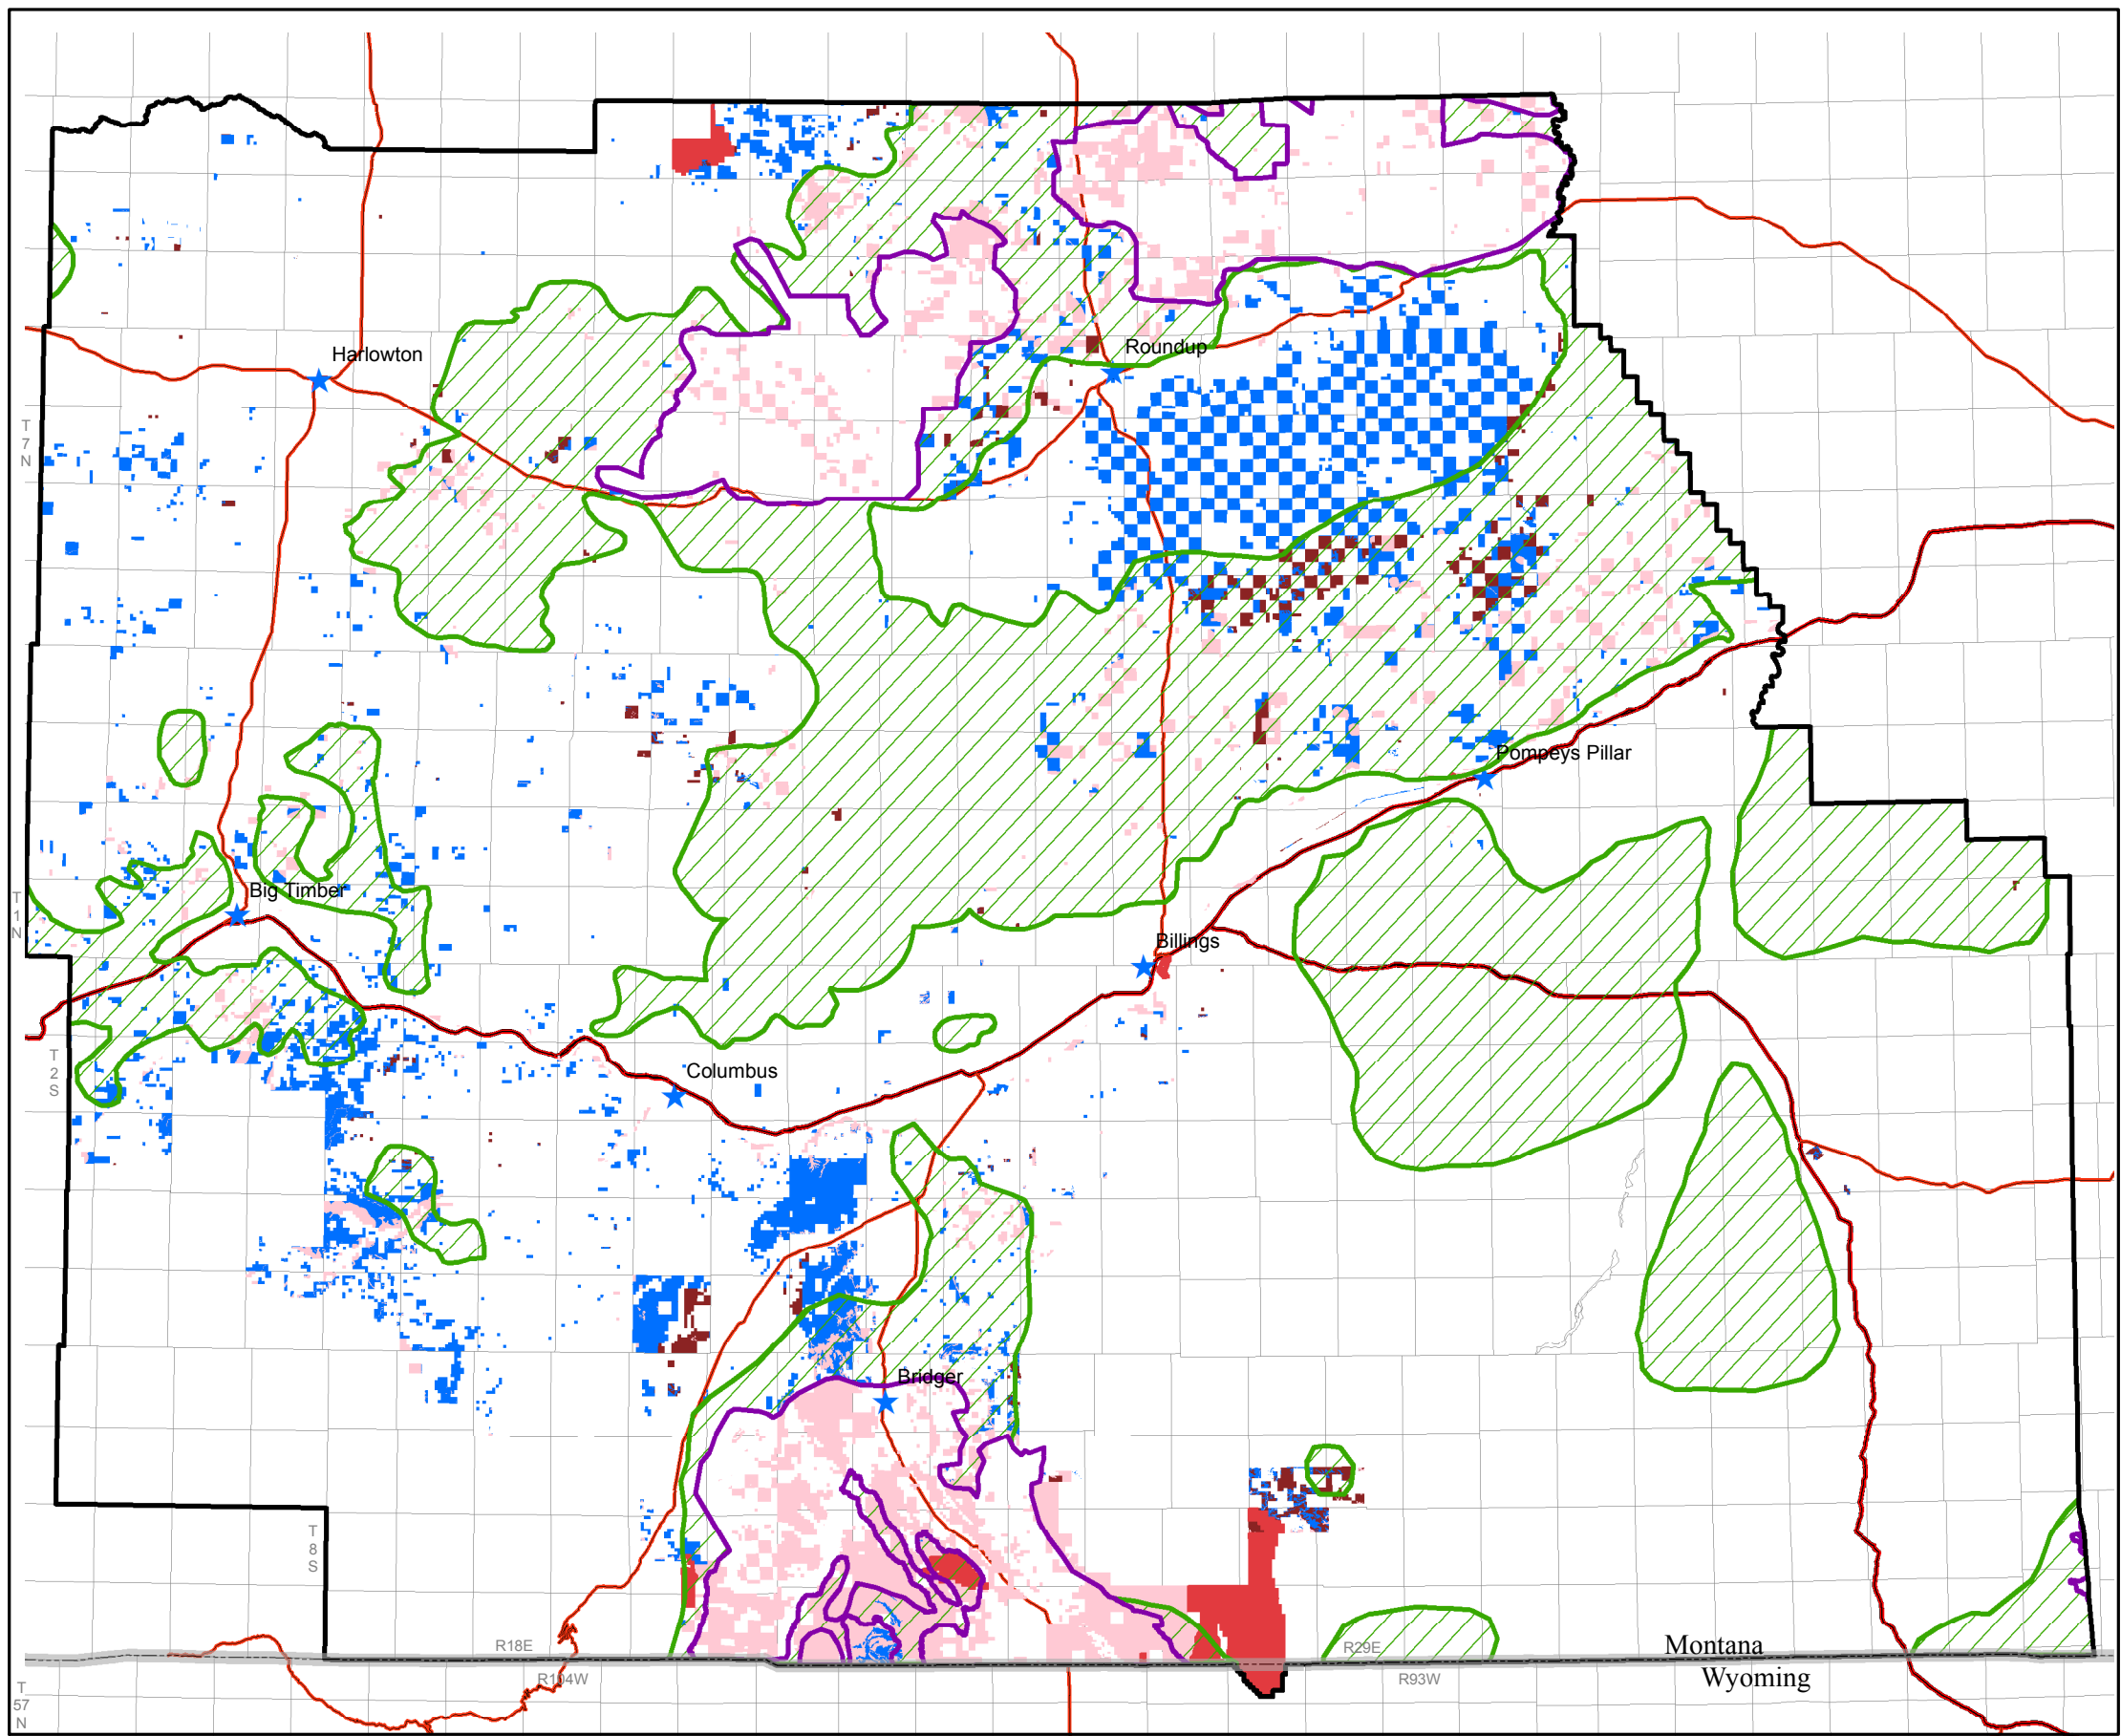 Harlowton
Roundup
T
7
N
Pompeys Pillar
Big Timber
T
1
N
Billings
T
2
S
Columbus
Bridger
T
8
S
R18E
R29E
Montana
R104W
R93W
Wyoming
T
57
N